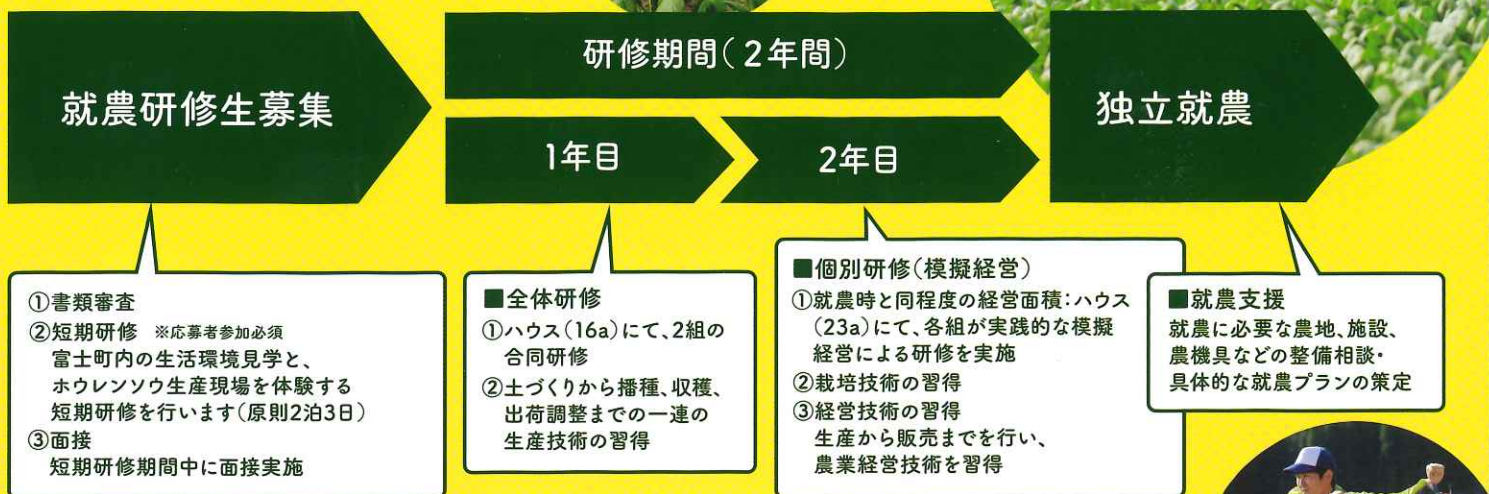 就農研修生募集
研修期間(2年間)
1年目
2年目
独立就農
①書類審査
②短期研修 ※応募者参加必須
富士町内の生活環境見学と、
ホウレンソウ生産現場を体験する
短期研修を行います(原則2泊3日)
③面接
短期研修期間中に面接実施
■全体研修
①ハウス(16a)にて、2組の
合同研修
②土づくりから播種、収穫、
出荷調整までの一連の
生産技術の習得
■個別研修(模擬経営)
①就農時と同程度の経営面積:ハウス
(23a)にて、各組が実践的な模擬
経営による研修を実施
②栽培技術の習得
③経営技術の習得
生産から販売までを行い、
農業経営技術を習得
■就農支援
就農に必要な農地、施設、
農機具などの整備相談・
具体的な就農プランの策定